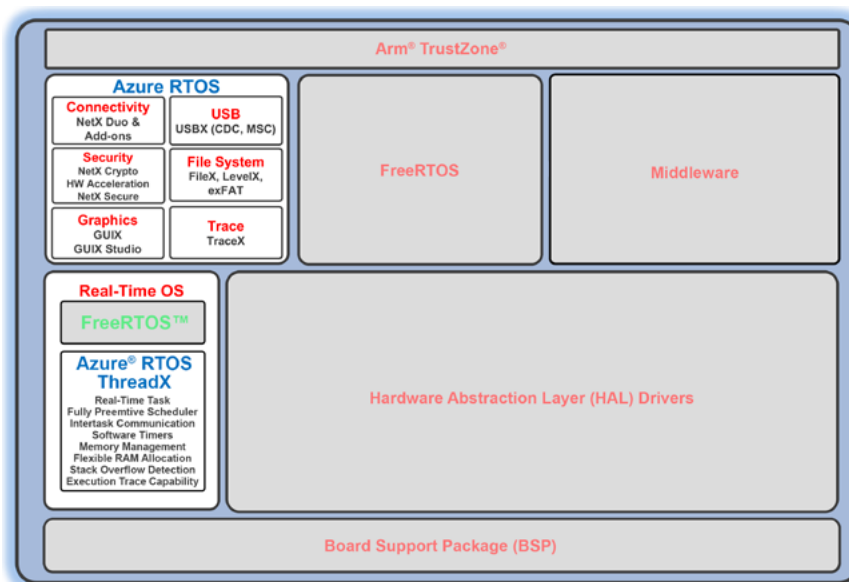 Arm® TrustZone®
Azure RTOS
Connectivity
NetX Duo &
Add-ons
USB
USBX (CDC, MSC)
Security
NetX Crypto
HW Acceleration
NetX Secure
File System
FileX, LevelX,
exFAT
Graphics
GUIX
GUIX Studio
Trace
TraceX
FreeRTOS
Middleware
Real-Time OS
FreeRTOS™
Azure® RTOS
ThreadX
Real-Time Task
Fully Preemtive Scheduler
Intertask Communication
Software Timers
Memory Management
Flexible RAM Allocation
Stack Overflow Detection
Execution Trace Capability
Hardware Abstraction Layer (HAL) Drivers
Board Support Package (BSP)